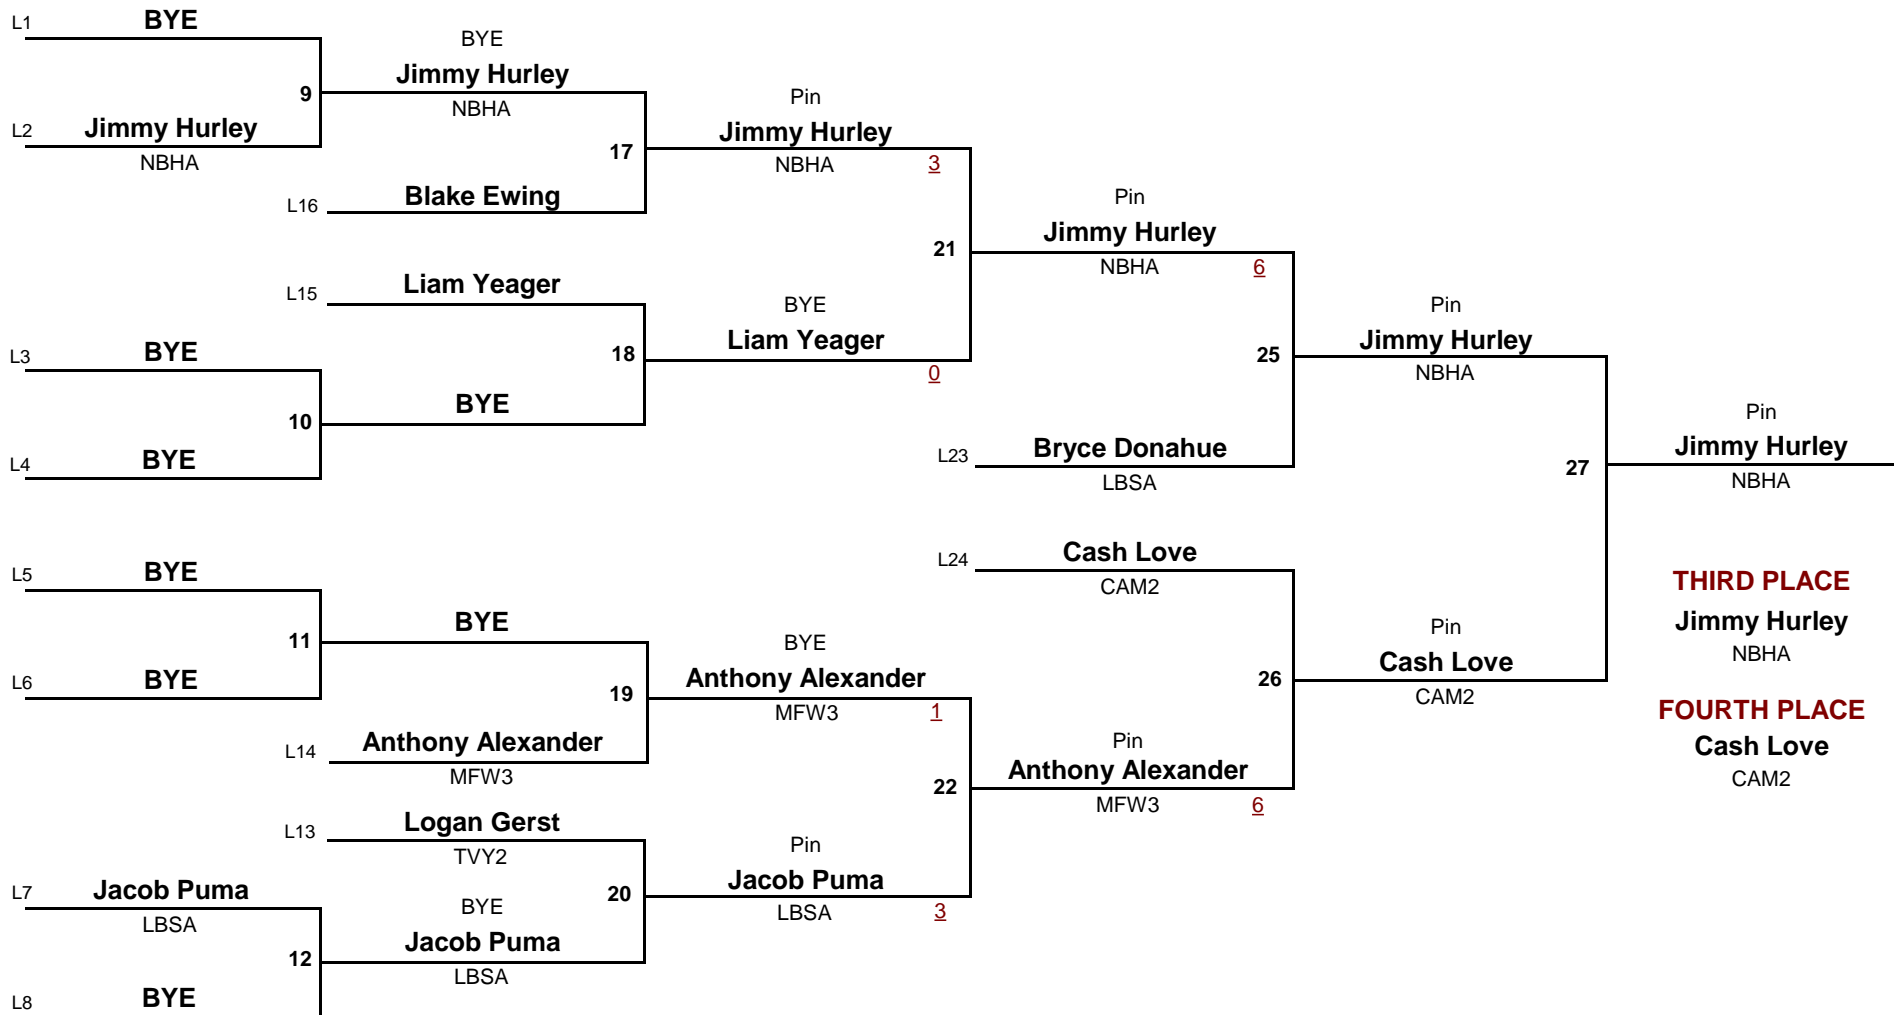 L1
BYE
9
L2
Jimmy Hurley
NBHA
BYE
Jimmy Hurley
NBHA
17
L16
Blake Ewing
Pin
Jimmy Hurley
NBHA
3
L15
Liam Yeager
L3
BYE
10
L4
BYE
BYE
18
BYE
Liam Yeager
0
21
Pin
Jimmy Hurley
NBHA
6
25
L23
Bryce Donahue
LBSA
Pin
Jimmy Hurley
NBHA
27
Pin
Jimmy Hurley
NBHA
L5
BYE
11
L6
BYE
BYE
19
L14
Anthony Alexander
MFW3
BYE
Anthony Alexander
MFW3
1
L13
Logan Gerst
TVY2
L7
Jacob Puma
LBSA
12
L8
BYE
BYE
Jacob Puma
LBSA
20
Pin
Jacob Puma
LBSA
3
22
Pin
Anthony Alexander
MFW3
6
L24
Cash Love
CAM2
26
Pin
Cash Love
CAM2
THIRD PLACE
Jimmy Hurley
NBHA
FOURTH PLACE
Cash Love
CAM2